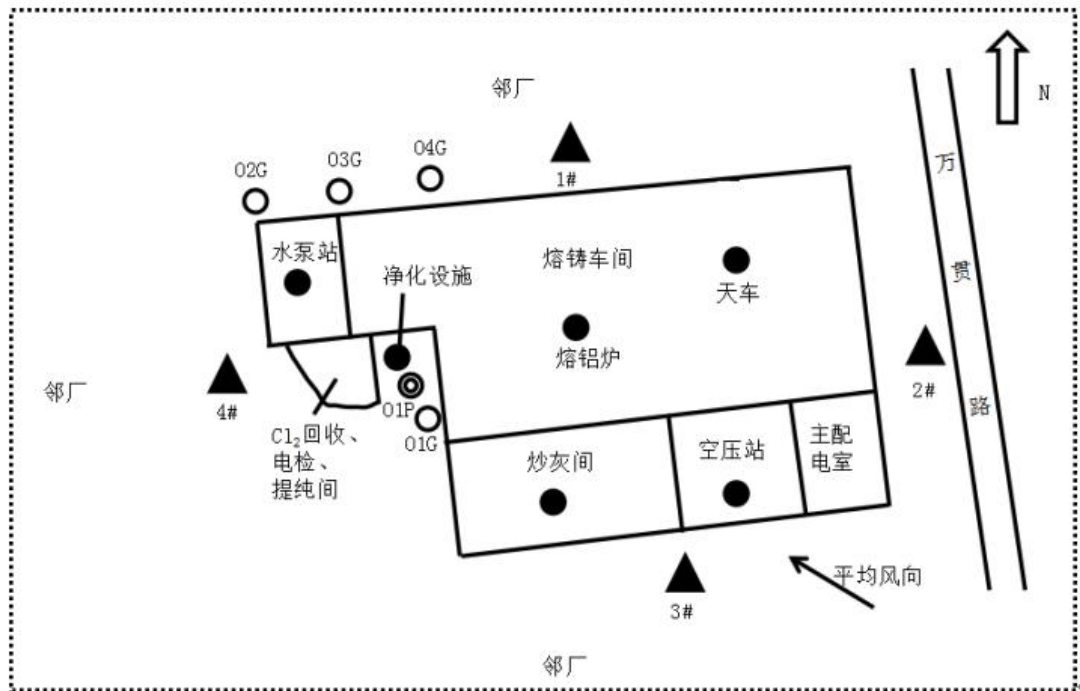 邻厂
N
O4G
O3G
O2G
1#
万
贯
路
水泵站
熔铸车间
净化设施
天车
熔铝炉
邻厂
4#
2#
O1P
O1G
Cl₂回收、
电检、
提纯间
炒灰间
空压站
主配
电室
平均风向
3#
邻厂